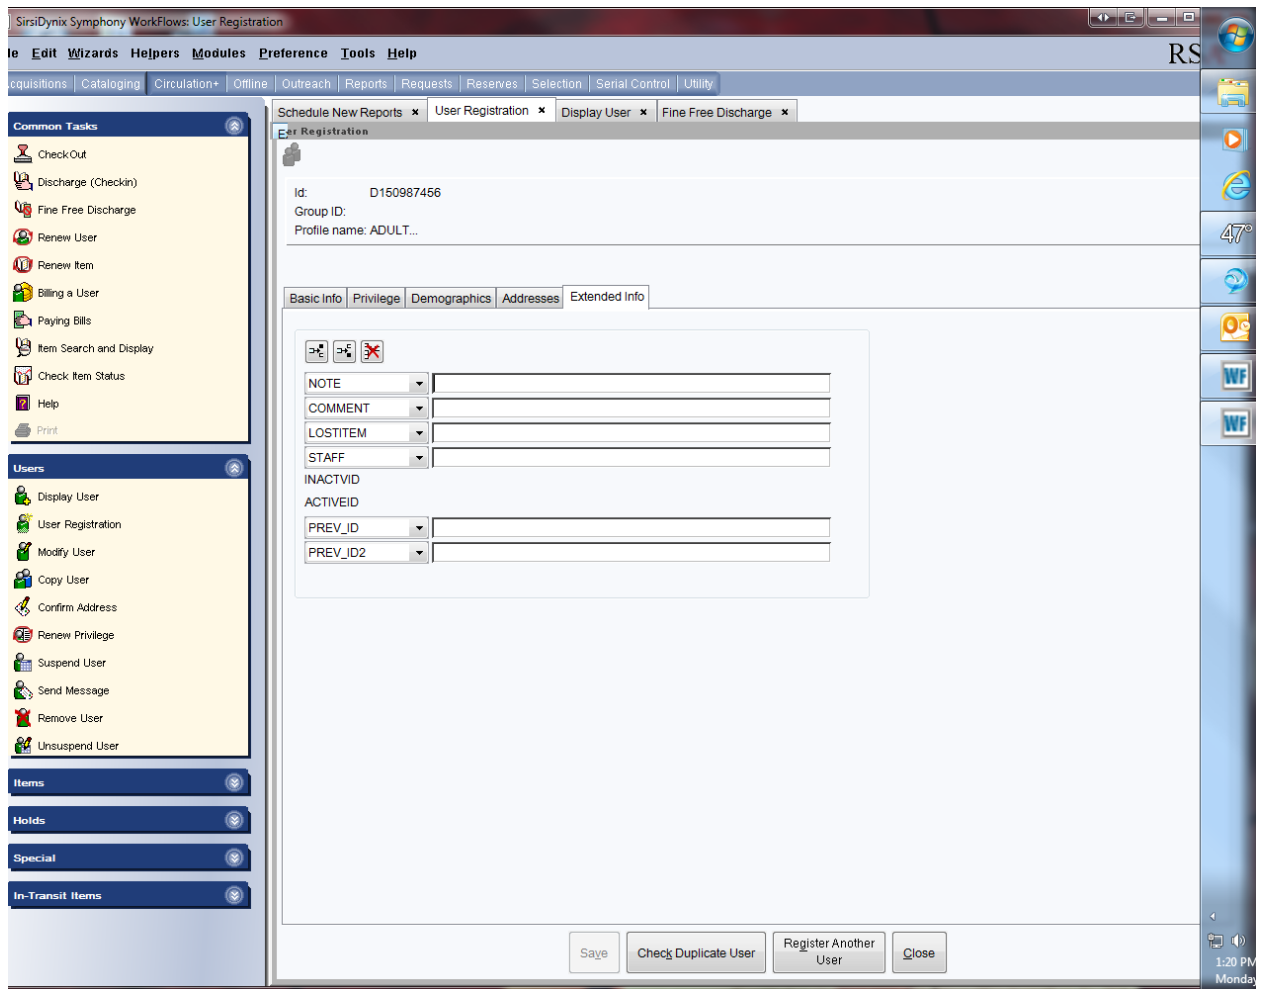 SirsiDynix Symphony WorkFlows: User Registration
le Edit Wizards Helpers Modules Preference Tools Help
RS
cquisitions Cataloging Circulation+ Offline Outreach Reports Requests Reserves Selection Serial Control Utility
Schedule New Reports × User Registration × Display User × Fine Free Discharge ×
er Registration
Common Tasks
CheckOut
Discharge (Checkin)
Fine Free Discharge
Renew User
Renew Item
Billing a User
Paying Bills
Item Search and Display
Check Item Status
Help
Print
Users
Display User
User Registration
Modify User
Copy User
Confirm Address
Renew Privilege
Suspend User
Send Message
Remove User
Unsuspend User
Items
Holds
Special
In-Transit Items
Id: D150987456
Group ID:
Profile name: ADULT...
Basic Info Privilege Demographics Addresses Extended Info
NOTE
COMMENT
LOSTITEM
STAFF
INACTVID
ACTIVEID
PREV_ID
PREV_ID2
Save Check Duplicate User Register Another User Close
47°
WF
WF
1:20 PM
Monday